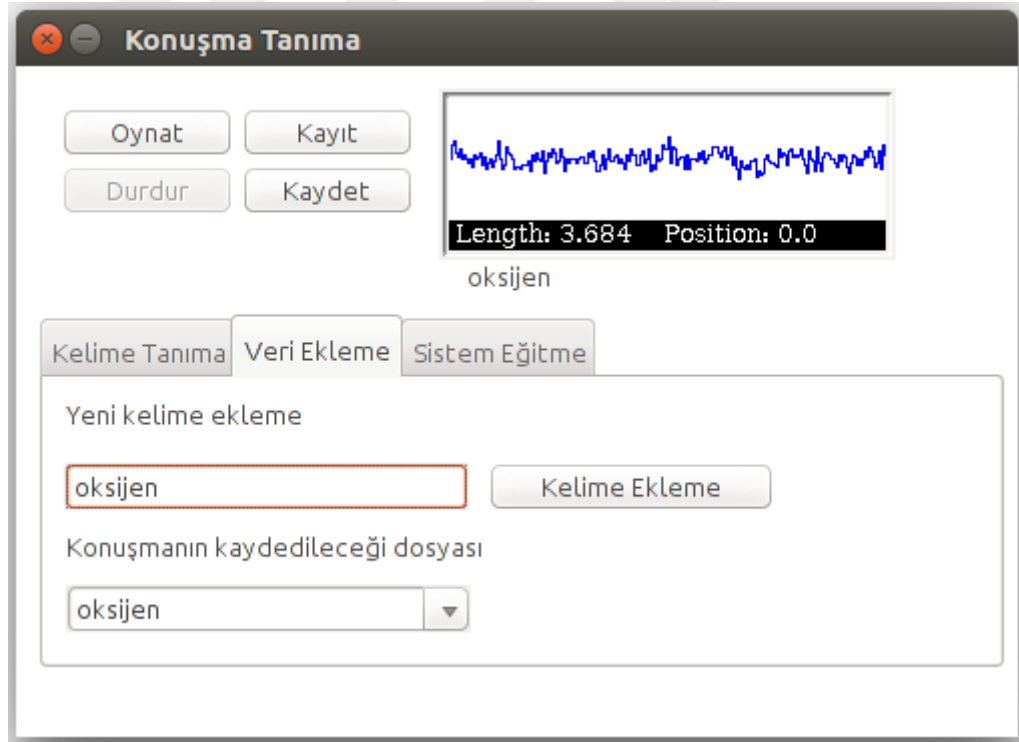 Konuşma Tanıma
Oynat Kayıt
Durdur Kaydet
Length: 3.684 Position: 0.0
oksijen
Kelime Tanıma Veri Ekleme Sistem Eğitme
Yeni kelime ekleme
oksijen Kelime Ekleme
Konuşmanın kaydedileceği dosyası
oksijen